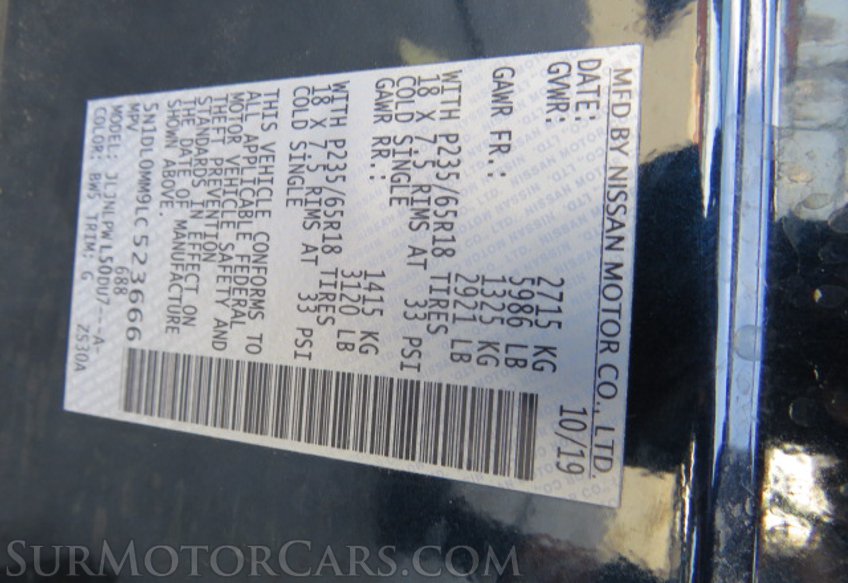 MFD BY NISSAN MOTOR CO., LTD.
DATE: 10/19
GVWR: 2715 KG
5986 LB
GAWR FR.: 1325 KG
2921 LB
WITH P235/65R18 TIRES
18 X 7.5 RIMS AT 33 PSI
COLD SINGLE
GAWR RR.: 1415 KG
3120 LB
WITH P235/65R18 TIRES
18 X 7.5 RIMS AT 33 PSI
COLD SINGLE
THIS VEHICLE CONFORMS TO
ALL APPLICABLE FEDERAL
MOTOR VEHICLE SAFETY AND
THEFT PREVENTION
STANDARDS IN EFFECT ON
THE DATE OF MANUFACTURE
SHOWN ABOVE.
5N1DL0MM9LC523666
MPV 688
MODEL: JLJNLPWL50DU7---A-
COLOR: BW5 TRIM: G Z530A
SurMotorCars.com